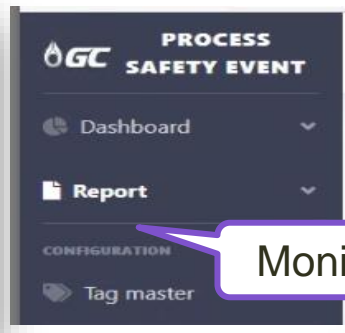 GC PROCESS
SAFETY EVENT
Dashboard
Report
CONFIGURATION
Moni
Tag master